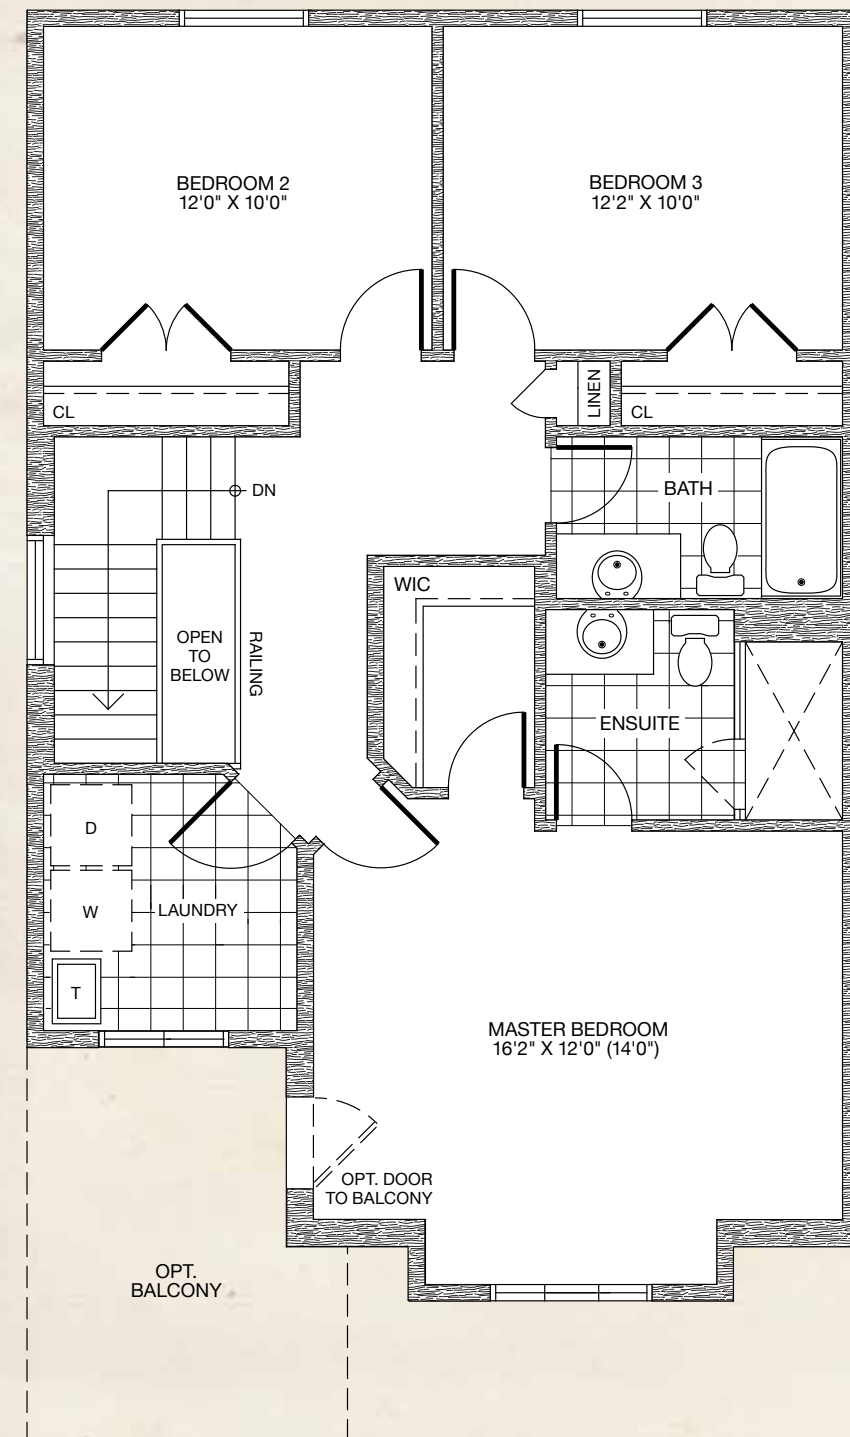 BEDROOM 2
12'0" X 10'0"
BEDROOM 3
12'2" X 10'0"
CL
LINEN
CL
DN
BATH
WIC
OPEN
TO
BELOW
RAILING
ENSUITE
D
W
LAUNDRY
T
MASTER BEDROOM
16'2" X 12'0" (14'0")
OPT. DOOR
TO BALCONY
OPT.
BALCONY